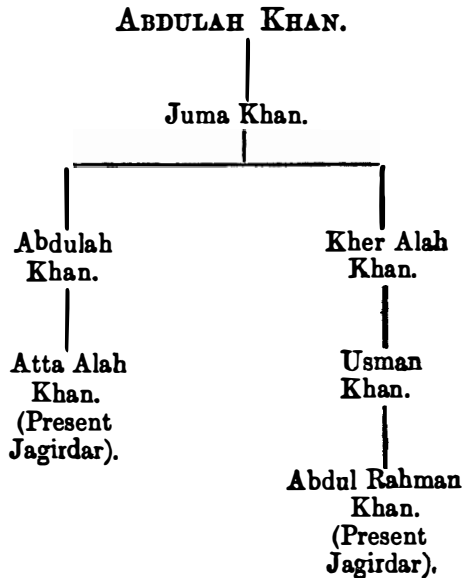 ABDULAH KHAN.
Juma Khan.
Abdulah
Khan.
Kher Alah
Khan.
Atta Alah
Khan.
(Present
Jagirdar).
Usman
Khan.
Abdul Rahman
Khan.
(Present
Jagirdar).